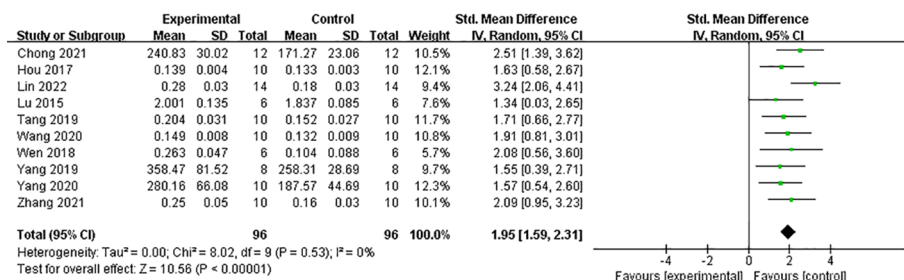 Experimental Control Std. Mean Difference Std. Mean Difference
Study or Subgroup Mean SD Total Mean SD Total Weight IV, Random, 95% CI IV, Random, 95% CI
Chong 2021 240.83 30.02 12 171.27 23.06 12 10.5% 2.51 [1.39, 3.62]
Hou 2017 0.139 0.004 10 0.133 0.003 10 12.1% 1.63 [0.58, 2.67]
Lin 2022 0.28 0.03 14 0.18 0.03 14 9.4% 3.24 [2.06, 4.41]
Lu 2015 2.001 0.135 6 1.837 0.085 6 7.6% 1.34 [0.03, 2.65]
Tang 2019 0.204 0.031 10 0.152 0.027 10 11.7% 1.71 [0.66, 2.77]
Wang 2020 0.149 0.008 10 0.132 0.009 10 10.8% 1.91 [0.81, 3.01]
Wen 2018 0.263 0.047 6 0.104 0.088 6 5.7% 2.08 [0.56, 3.60]
Yang 2019 358.47 81.52 8 258.31 28.69 8 9.7% 1.55 [0.39, 2.71]
Yang 2020 280.16 66.08 10 187.57 44.69 10 12.3% 1.57 [0.54, 2.60]
Zhang 2021 0.25 0.05 10 0.16 0.03 10 10.1% 2.09 [0.95, 3.23]
Total (95% CI) 96 96 100.0% 1.95 [1.59, 2.31]
Heterogeneity: Tau² = 0.00; Chi² = 8.02, df = 9 (P = 0.53); I² = 0%
Test for overall effect: Z = 10.56 (P < 0.00001)
-4 -2 0 2 4
Favours [experimental] Favours [control]